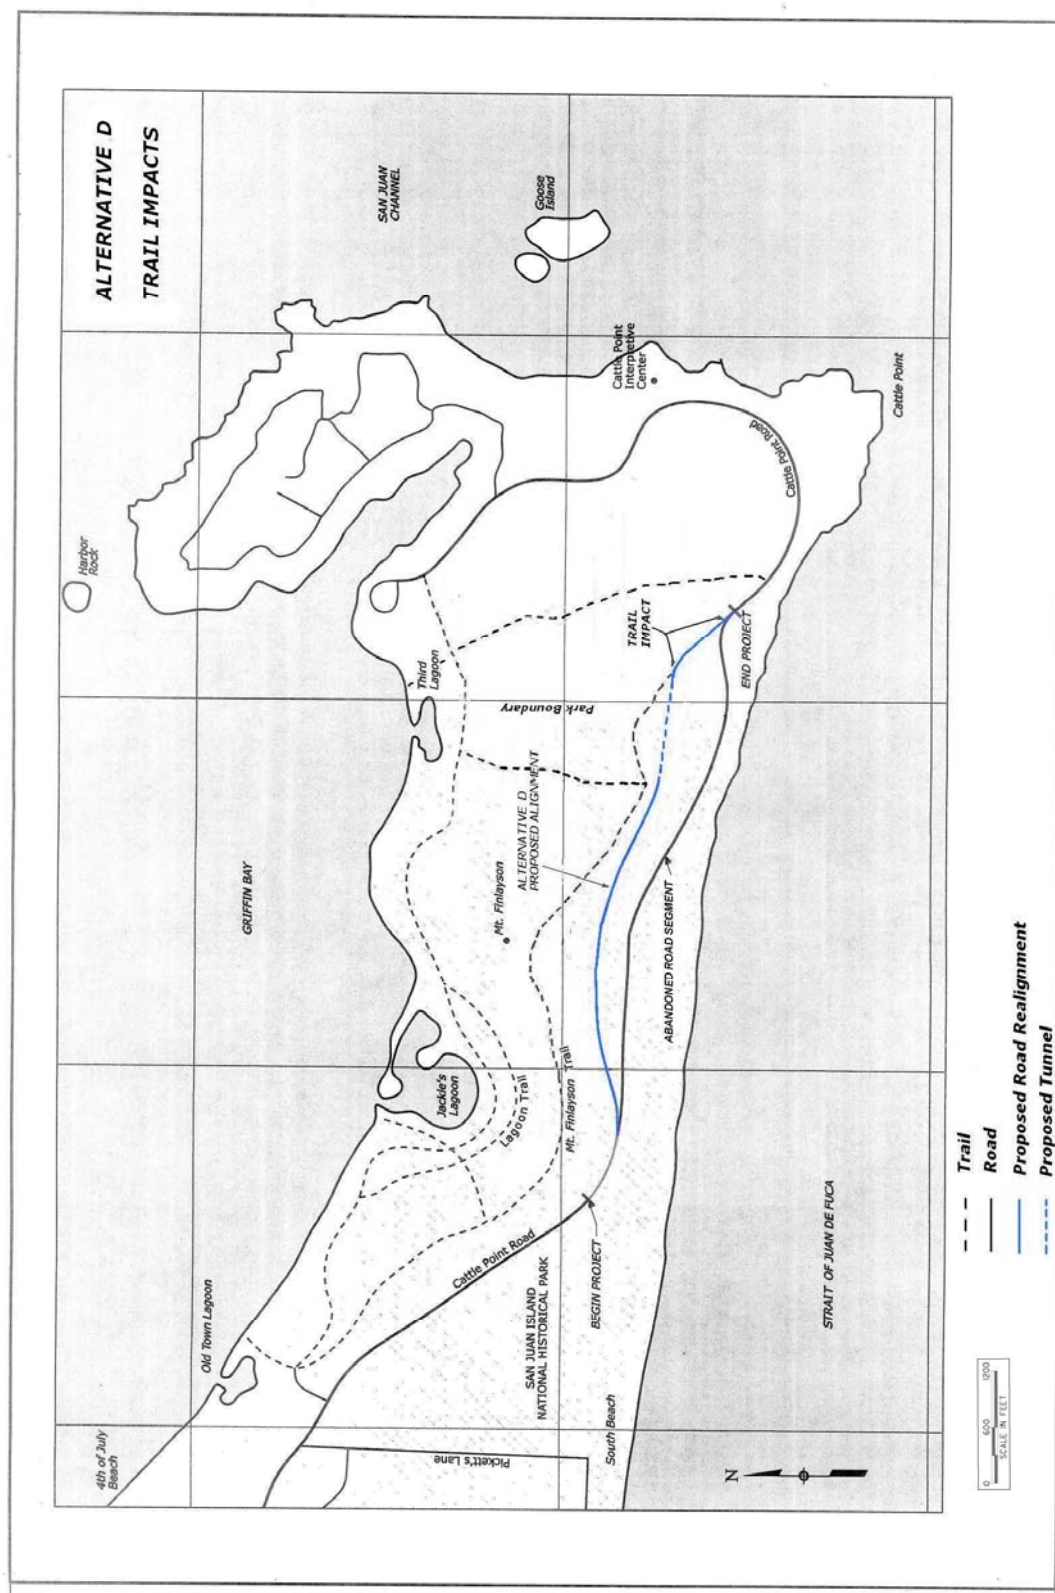 ALTERNATIVE D
TRAIL IMPACTS
4th of July
Beach
Old Town Lagoon
GRIFFIN BAY
Harbor
Rock
SAN JUAN
CHANNEL
Goose
Island
Jackle's
Lagoon
Third
Lagoon
Lagoon Trail
Mt. Finlayson
Mt. Finlayson Trail
ALTERNATIVE D
PROPOSED ALIGNMENT
Park Boundary
TRAIL
IMPACT
Cattle Point
Interpretive
Center
Cattle Point Road
Road
Cattle Point
Cattle Point Road
SAN JUAN ISLAND
NATIONAL HISTORICAL PARK
Pickett's Lane
South Beach
BEGIN PROJECT
ABANDONED ROAD SEGMENT
END PROJECT
STRAIT OF JUAN DE FUCA
N
0 600 1200
SCALE IN FEET
Trail
Road
Proposed Road Realignment
Proposed Tunnel